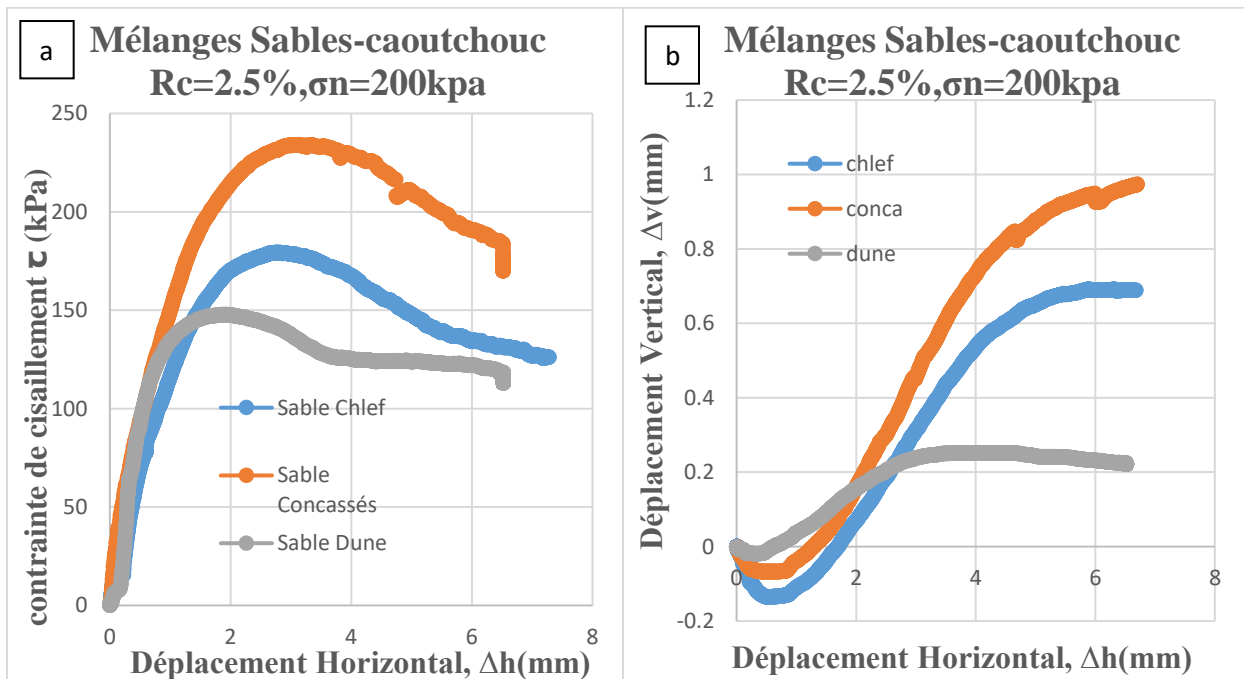 a
Mélanges Sables-caoutchouc
Rc=2.5%,σn=200kpa
contrainte de cisaillement τ (kPa)
250
200
150
100
50
0
Sable Chlef
Sable
Concassés
Sable Dune
0 2 4 6 8
Déplacement Horizontal, Δh(mm)
b
Mélanges Sables-caoutchouc
Rc=2.5%,σn=200kpa
Déplacement Vertical, Δv(mm)
1.2
1
0.8
0.6
0.4
0.2
0
-0.2
chlef
conca
dune
0 2 4 6 8
Déplacement Horizontal, Δh(mm)